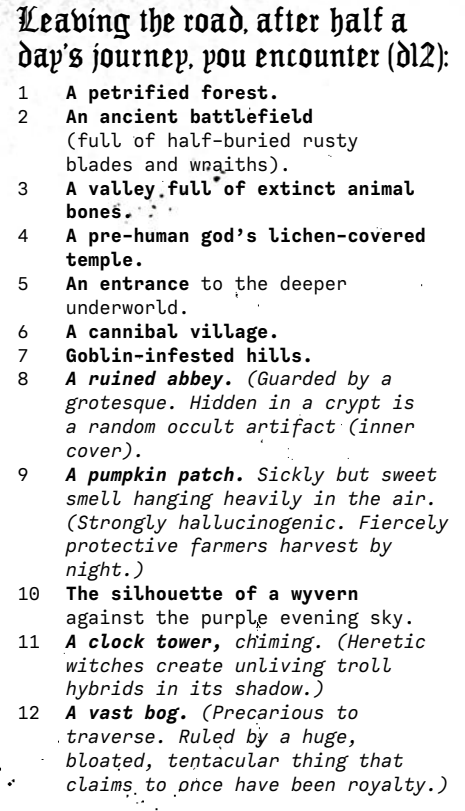 Leaving the road, after half a
day's journey, you encounter (d12):
1 A petrified forest.
2 An ancient battlefield
(full of half-buried rusty
blades and wraiths).
3 A valley full of extinct animal
bones.
4 A pre-human god's lichen-covered
temple.
5 An entrance to the deeper
underworld.
6 A cannibal village.
7 Goblin-infested hills.
8 A ruined abbey. (Guarded by a
grotesque. Hidden in a crypt is
a random occult artifact (inner
cover).
9 A pumpkin patch. Sickly but sweet
smell hanging heavily in the air.
(Strongly hallucinogenic. Fiercely
protective farmers harvest by
night.)
10 The silhouette of a wyvern
against the purple evening sky.
11 A clock tower, chiming. (Heretic
witches create unliving troll
hybrids in its shadow.)
12 A vast bog. (Precarious to
traverse. Ruled by a huge,
bloated, tentacular thing that
claims to once have been royalty.)